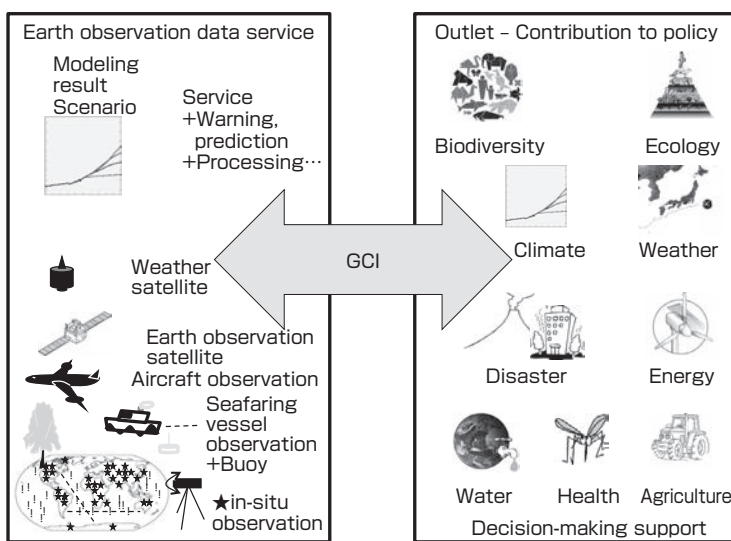 Earth observation data service
Modeling
result
Scenario
Service
+Warning,
prediction
+Processing…
Weather
satellite
Earth observation
satellite
Aircraft observation
Seafaring
vessel
observation
+Buoy
★in-situ
observation
GCI
Outlet – Contribution to policy
Biodiversity
Ecology
Climate
Weather
Disaster
Energy
Water
Health
Agriculture
Decision-making support